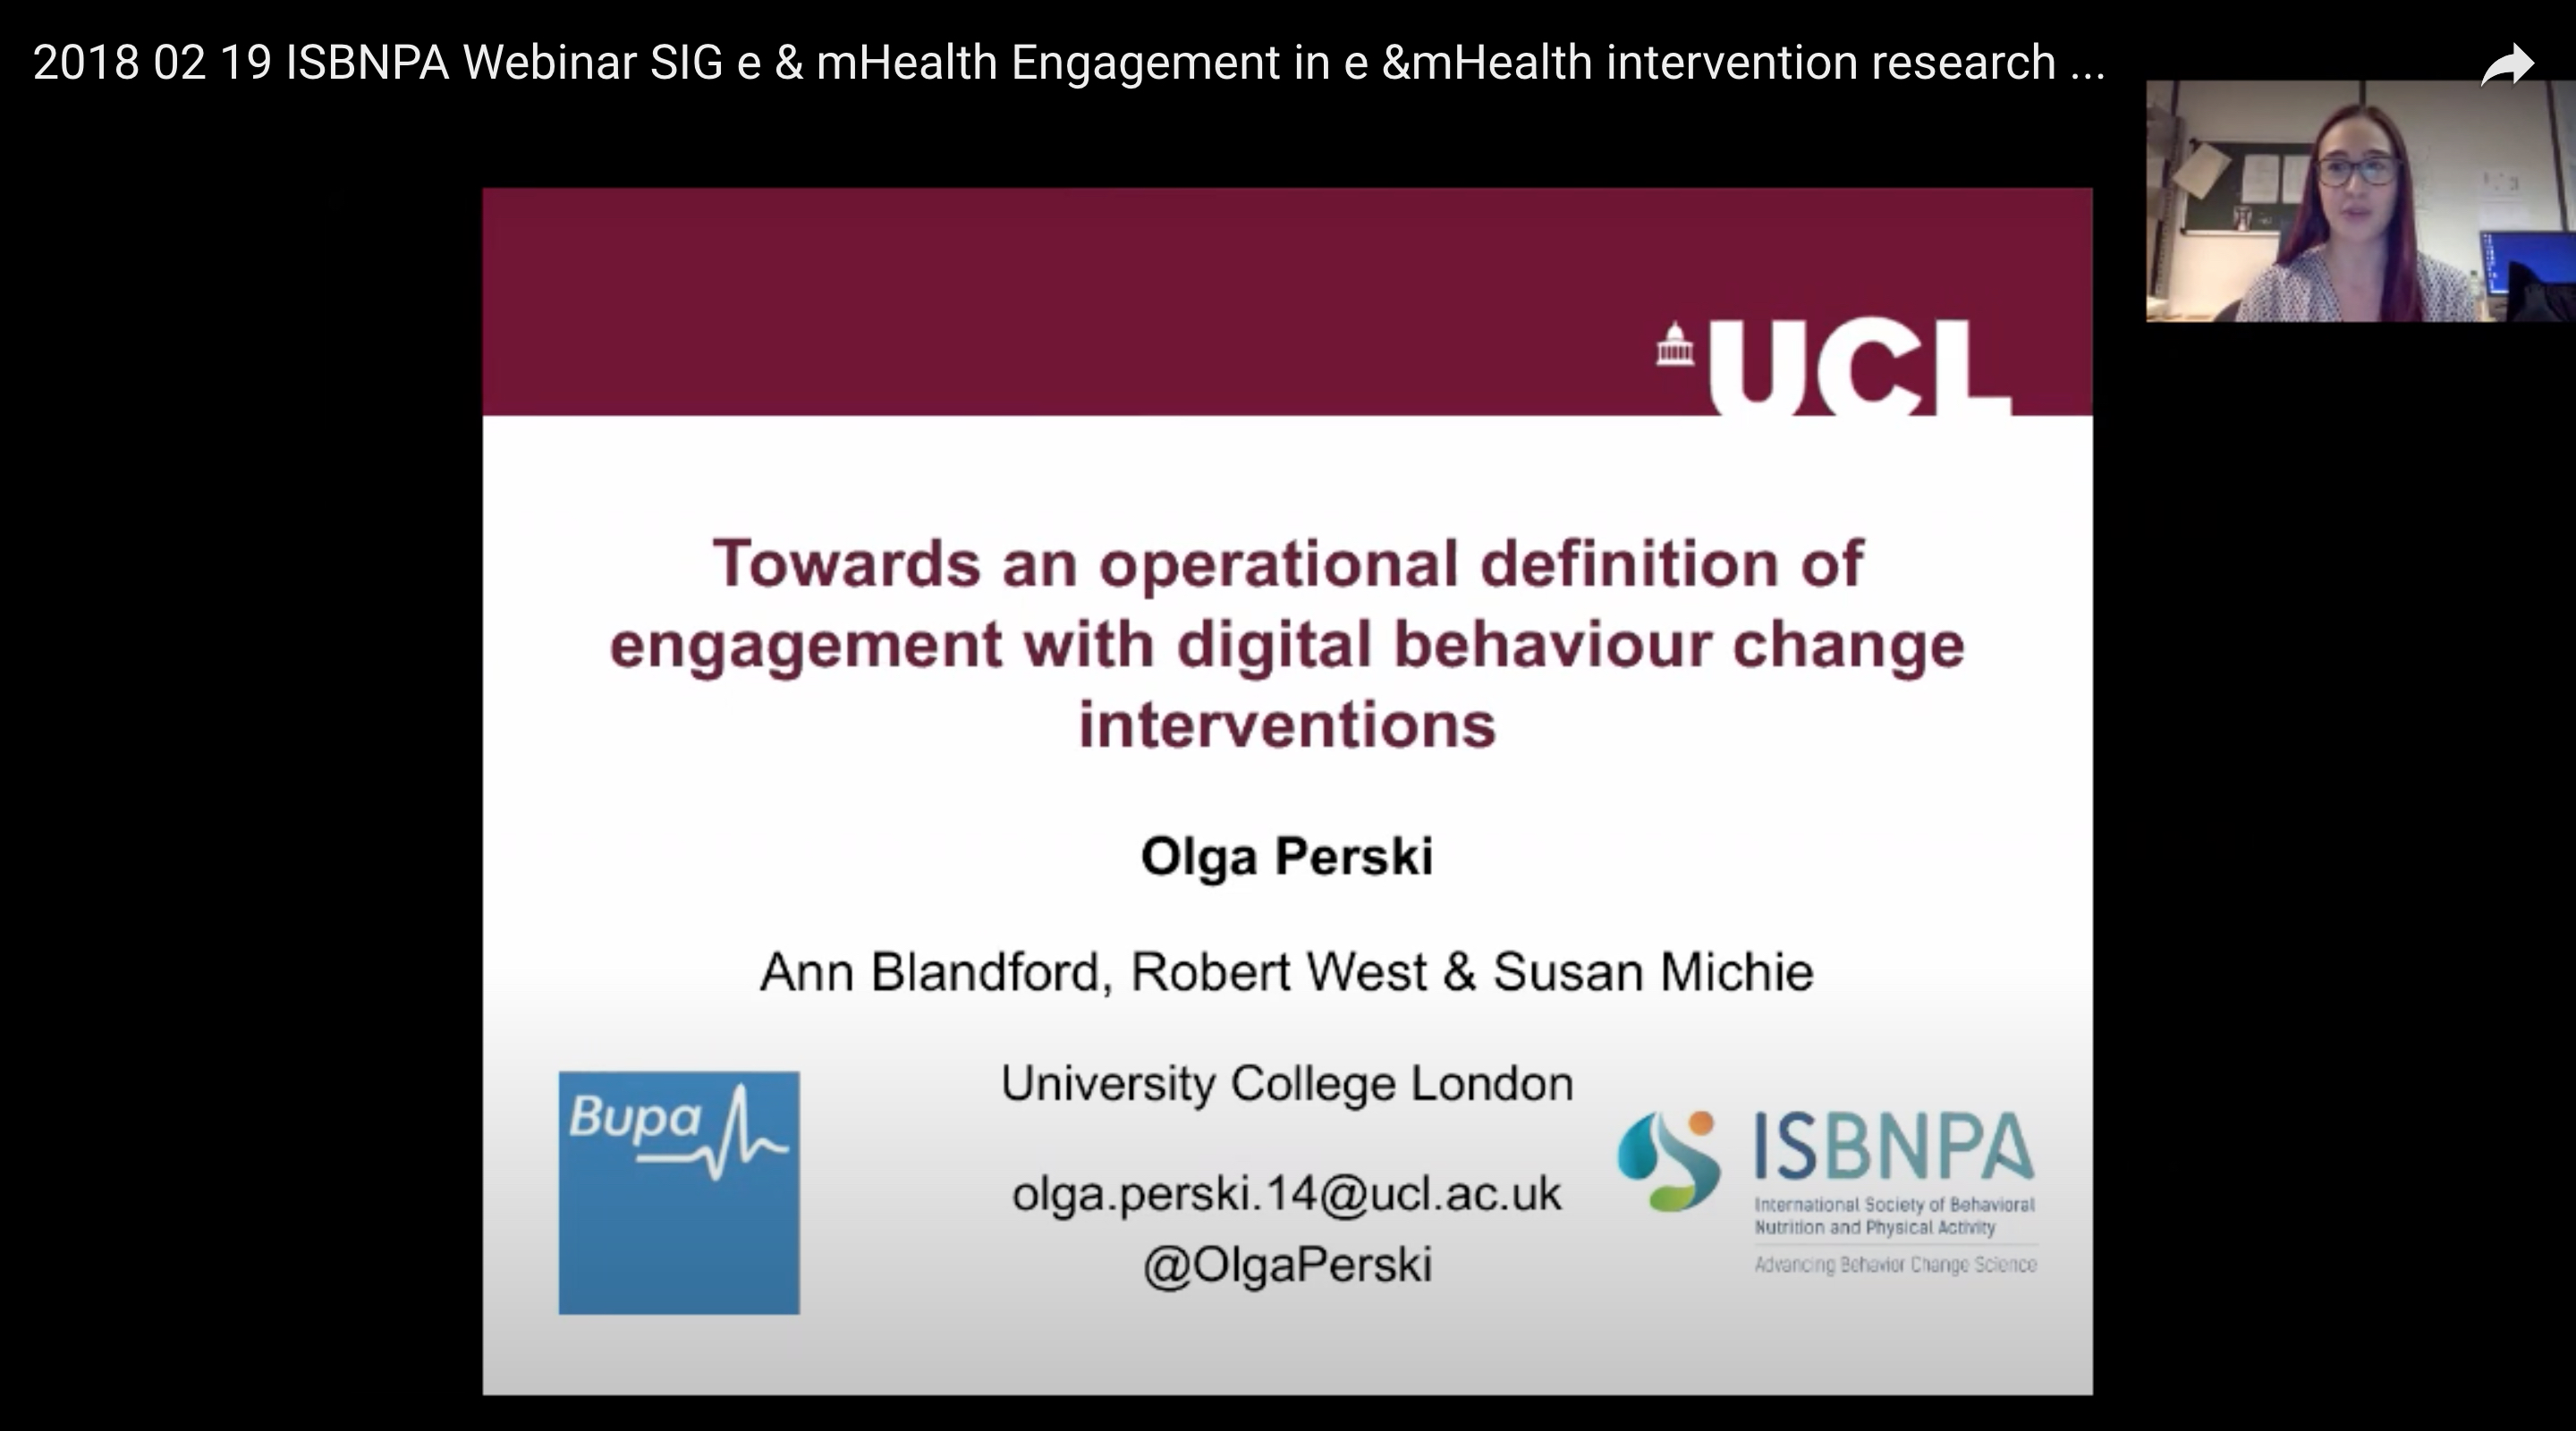 2018 02 19 ISBNPA Webinar SIG e & mHealth Engagement in e &mHealth intervention research ...
UCL
Towards an operational definition of
engagement with digital behaviour change
interventions
Olga Perski
Ann Blandford, Robert West & Susan Michie
University College London
olga.perski.14@ucl.ac.uk
@OlgaPerski
Bupa
ISBNPA
International Society of Behavioral
Nutrition and Physical Activity
Advancing Behavior Change Science